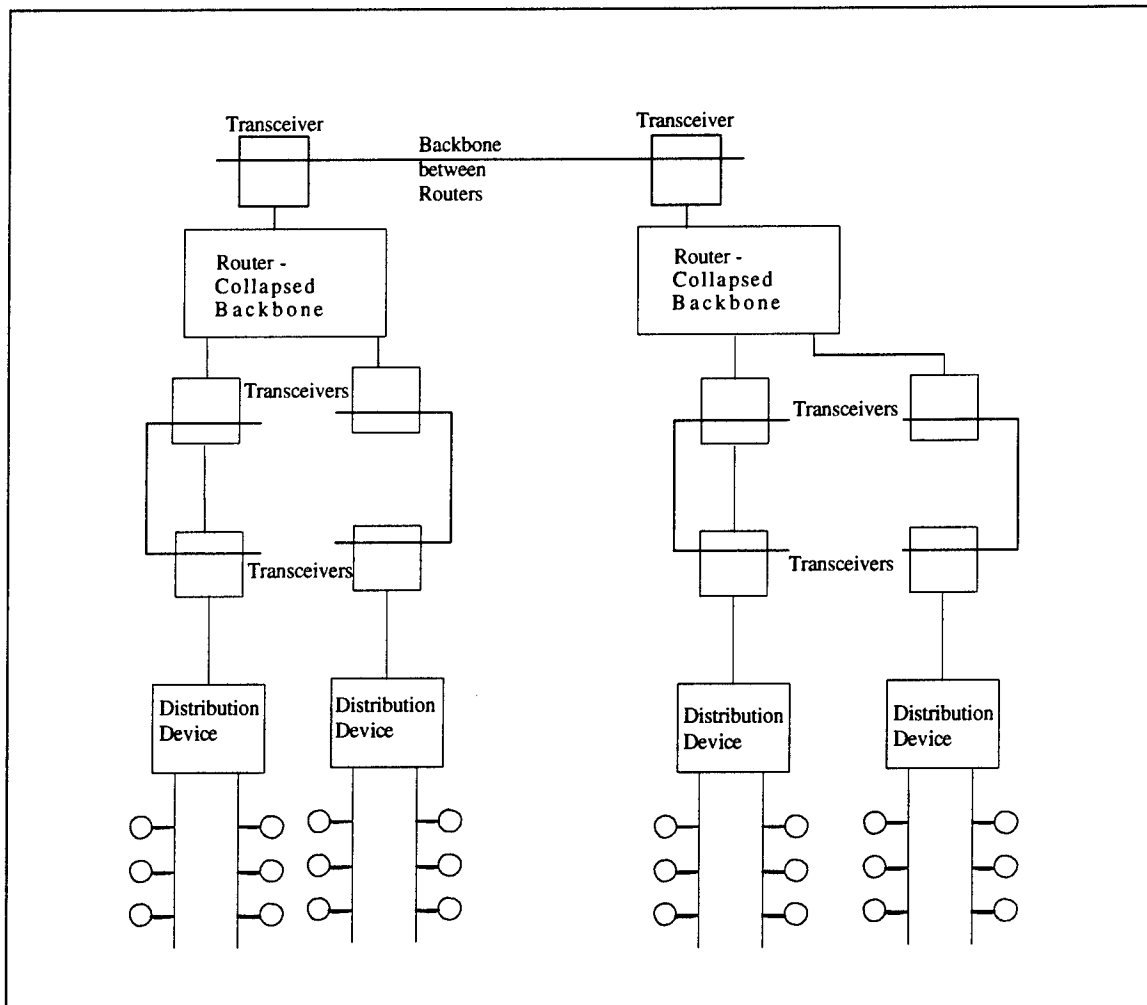 Transceiver
Transceiver
Backbone
between
Routers
Router -
Collapsed
Backbone
Router -
Collapsed
Backbone
Transceivers
Transceivers
Transceivers
Transceivers
Distribution
Device
Distribution
Device
Distribution
Device
Distribution
Device